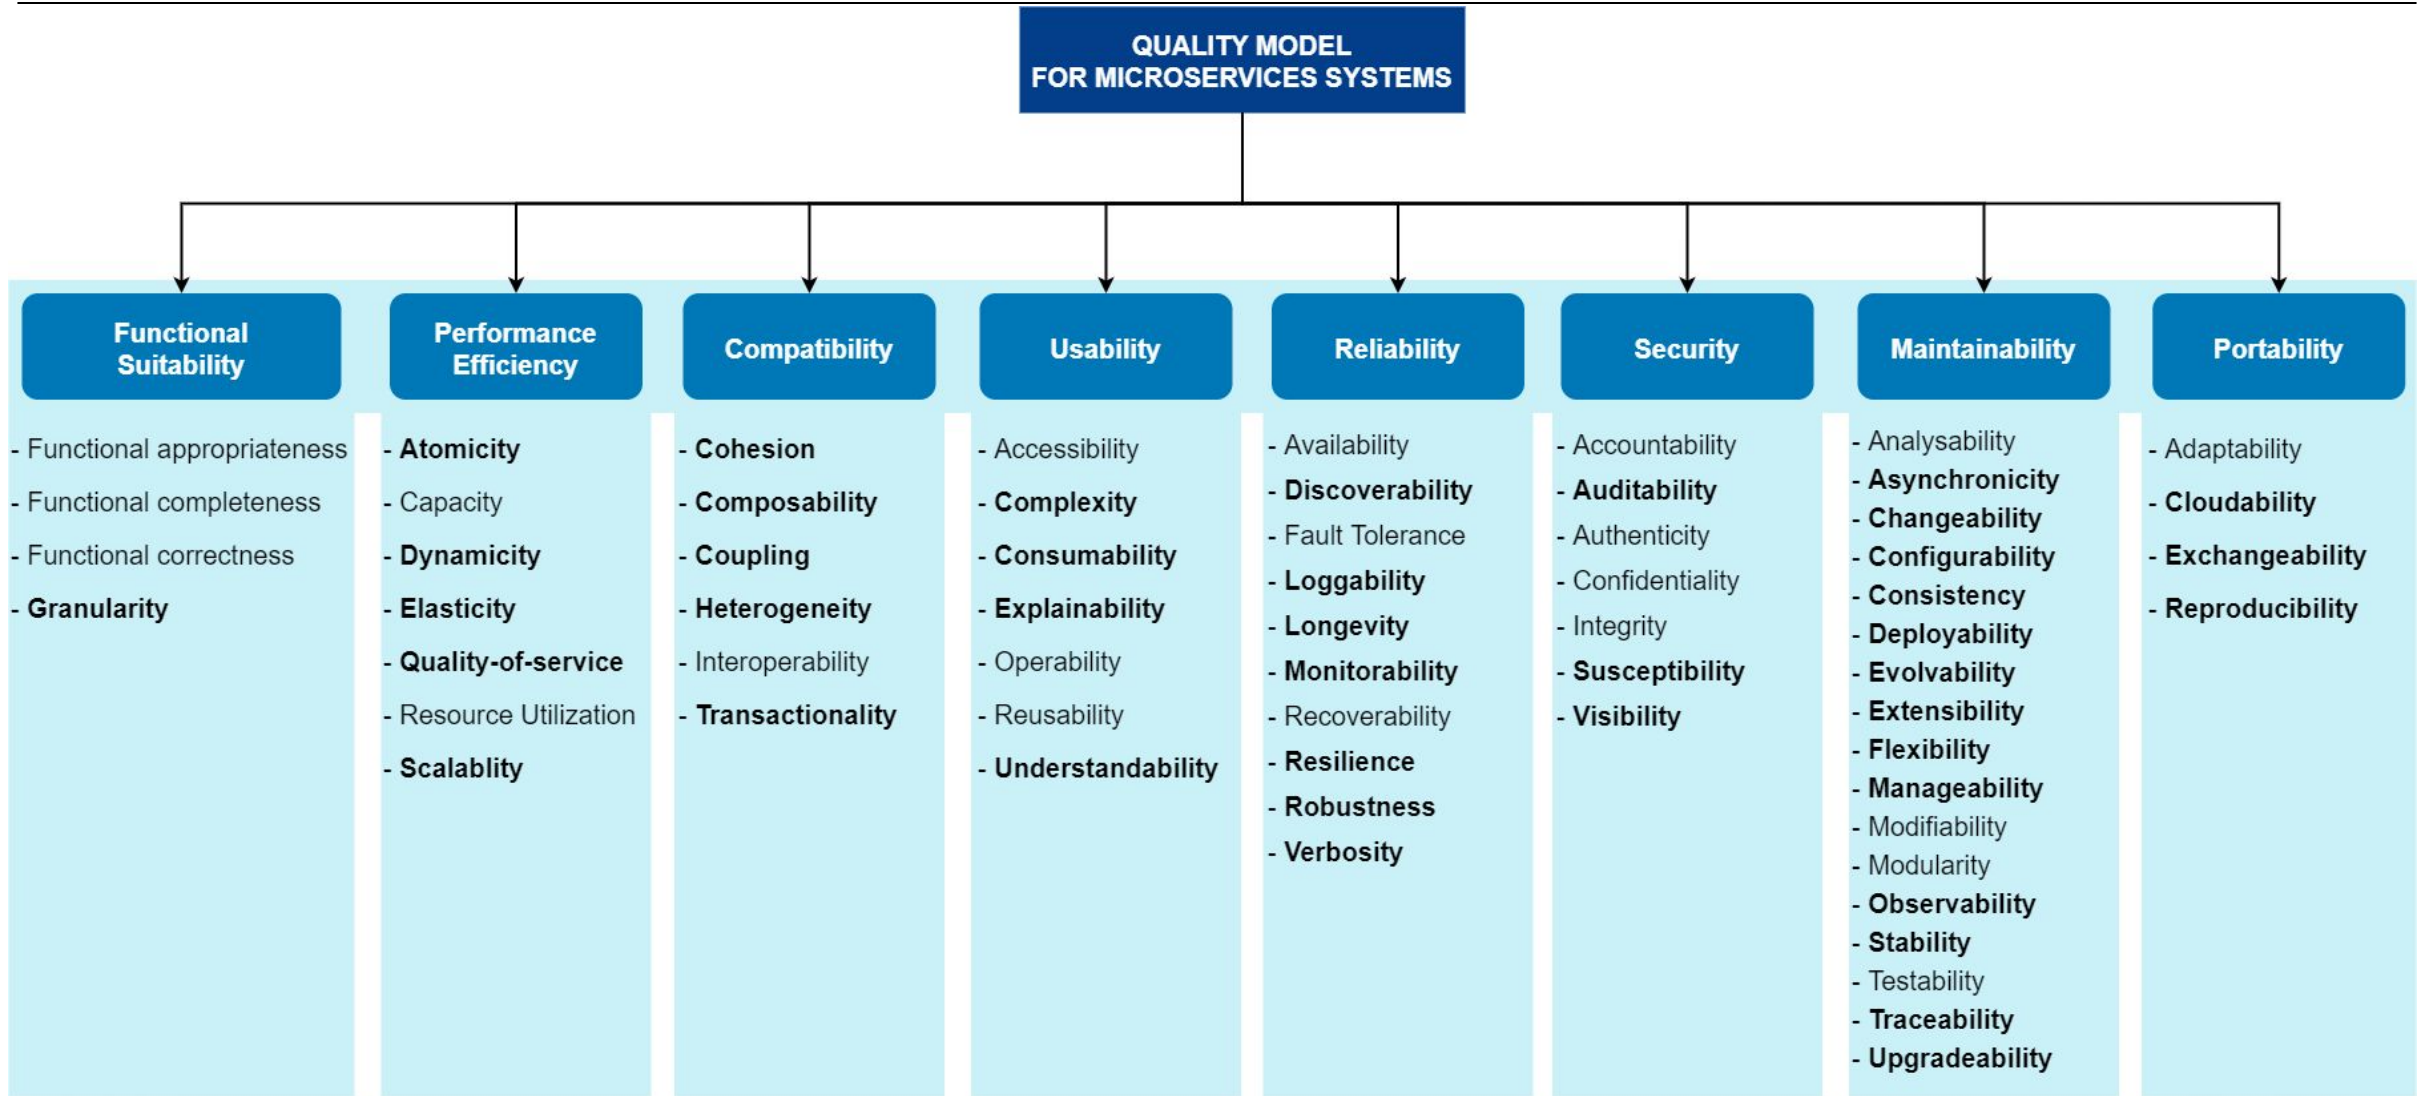 QUALITY MODEL
FOR MICROSERVICES SYSTEMS
Functional
Suitability
- Functional appropriateness
- Functional completeness
- Functional correctness
- Granularity
Performance
Efficiency
- Atomicity
- Capacity
- Dynamicity
- Elasticity
- Quality-of-service
- Resource Utilization
- Scalablity
Compatibility
- Cohesion
- Composability
- Coupling
- Heterogeneity
- Interoperability
- Transactionality
Usability
- Accessibility
- Complexity
- Consumability
- Explainability
- Operability
- Reusability
- Understandability
Reliability
- Availability
- Discoverability
- Fault Tolerance
- Loggability
- Longevity
- Monitorability
- Recoverability
- Resilience
- Robustness
- Verbosity
Security
- Accountability
- Auditability
- Authenticity
- Confidentiality
- Integrity
- Susceptibility
- Visibility
Maintainability
- Analysability
- Asynchronicity
- Changeability
- Configurability
- Consistency
- Deployability
- Evolvability
- Extensibility
- Flexibility
- Manageability
- Modifiability
- Modularity
- Observability
- Stability
- Testability
- Traceability
- Upgradeability
Portability
- Adaptability
- Cloudability
- Exchangeability
- Reproducibility